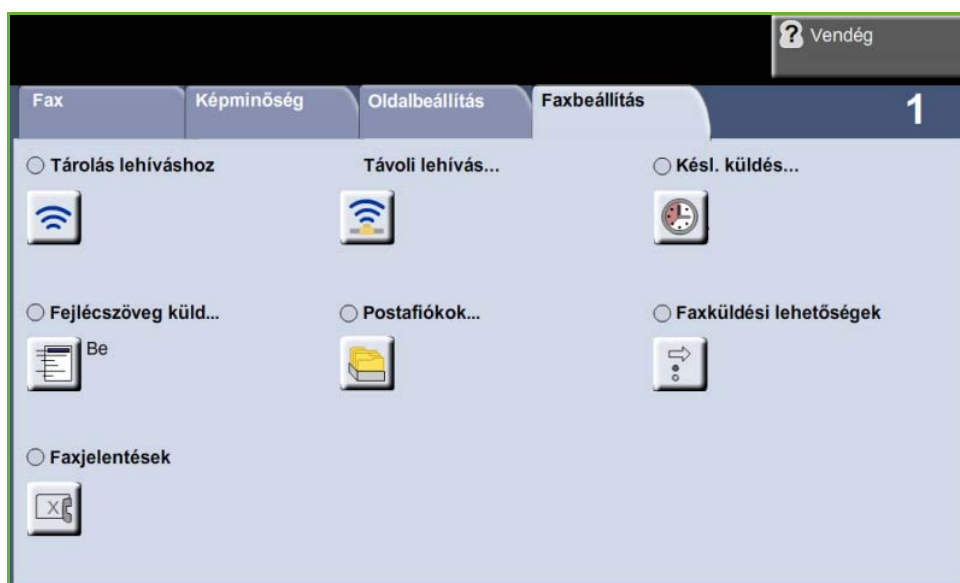 ? Vendég
Fax Képminőség Oldalbeállítás Faxbeállítás 1
Tárolás lehíváshoz Távoli lehívás... Késl. küldés...
Fejlécszöveg küld... Postafiókok... Faxküldési lehetőségek
Be
Faxjelentések
X